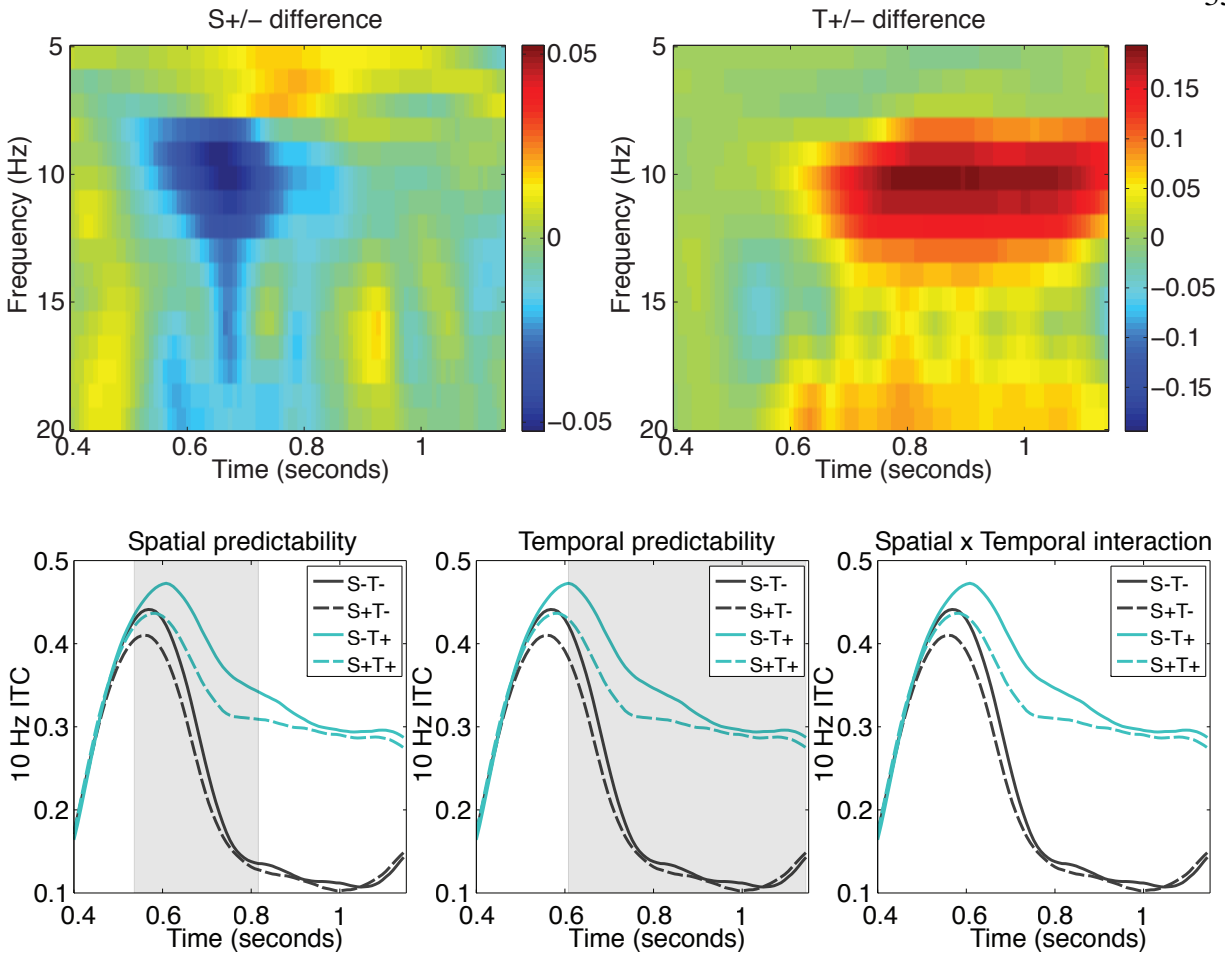 S+/− difference
T+/− difference
5
10
15
20
Frequency (Hz)
0.4
0.6
0.8
1
Time (seconds)
0.05
0
−0.05
5
10
15
20
Frequency (Hz)
0.4
0.6
0.8
1
Time (seconds)
0.15
0.1
0.05
0
−0.05
−0.1
−0.15
Spatial predictability
0.5
0.4
0.3
0.2
0.1
10 Hz ITC
S-T-
S+T-
S-T+
S+T+
0.4
0.6
0.8
1
Time (seconds)
Temporal predictability
0.5
0.4
0.3
0.2
0.1
10 Hz ITC
S-T-
S+T-
S-T+
S+T+
0.4
0.6
0.8
1
Time (seconds)
Spatial x Temporal interaction
0.5
0.4
0.3
0.2
0.1
10 Hz ITC
S-T-
S+T-
S-T+
S+T+
0.4
0.6
0.8
1
Time (seconds)